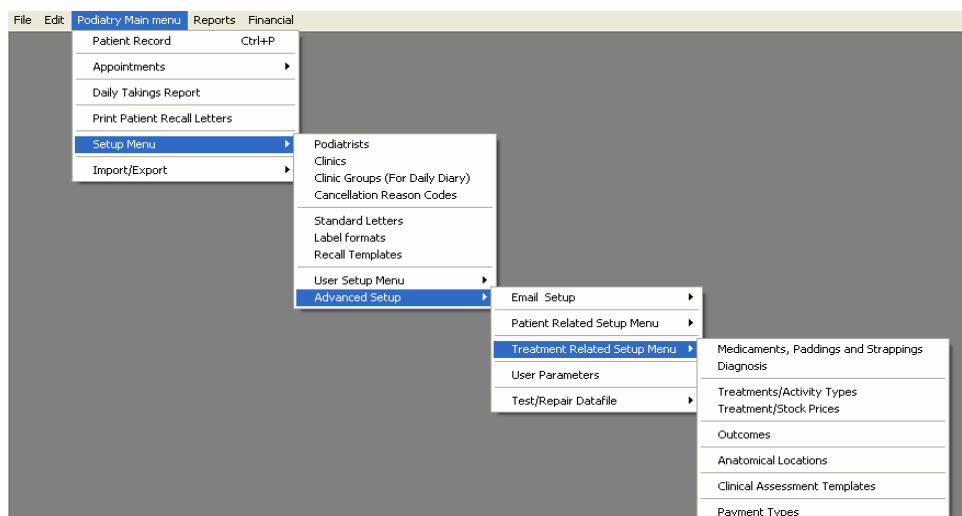 File Edit Podiatry Main menu Reports Financial
Patient Record Ctrl+P
Appointments
Daily Takings Report
Print Patient Recall Letters
Setup Menu
Import/Export
Podiatrists
Clinics
Clinic Groups (For Daily Diary)
Cancellation Reason Codes
Standard Letters
Label formats
Recall Templates
User Setup Menu
Advanced Setup
Email Setup
Patient Related Setup Menu
Treatment Related Setup Menu
User Parameters
Test/Repair Datafile
Medicaments, Paddings and Strappings
Diagnosis
Treatments/Activity Types
Treatment/Stock Prices
Outcomes
Anatomical Locations
Clinical Assessment Templates
Payment Types